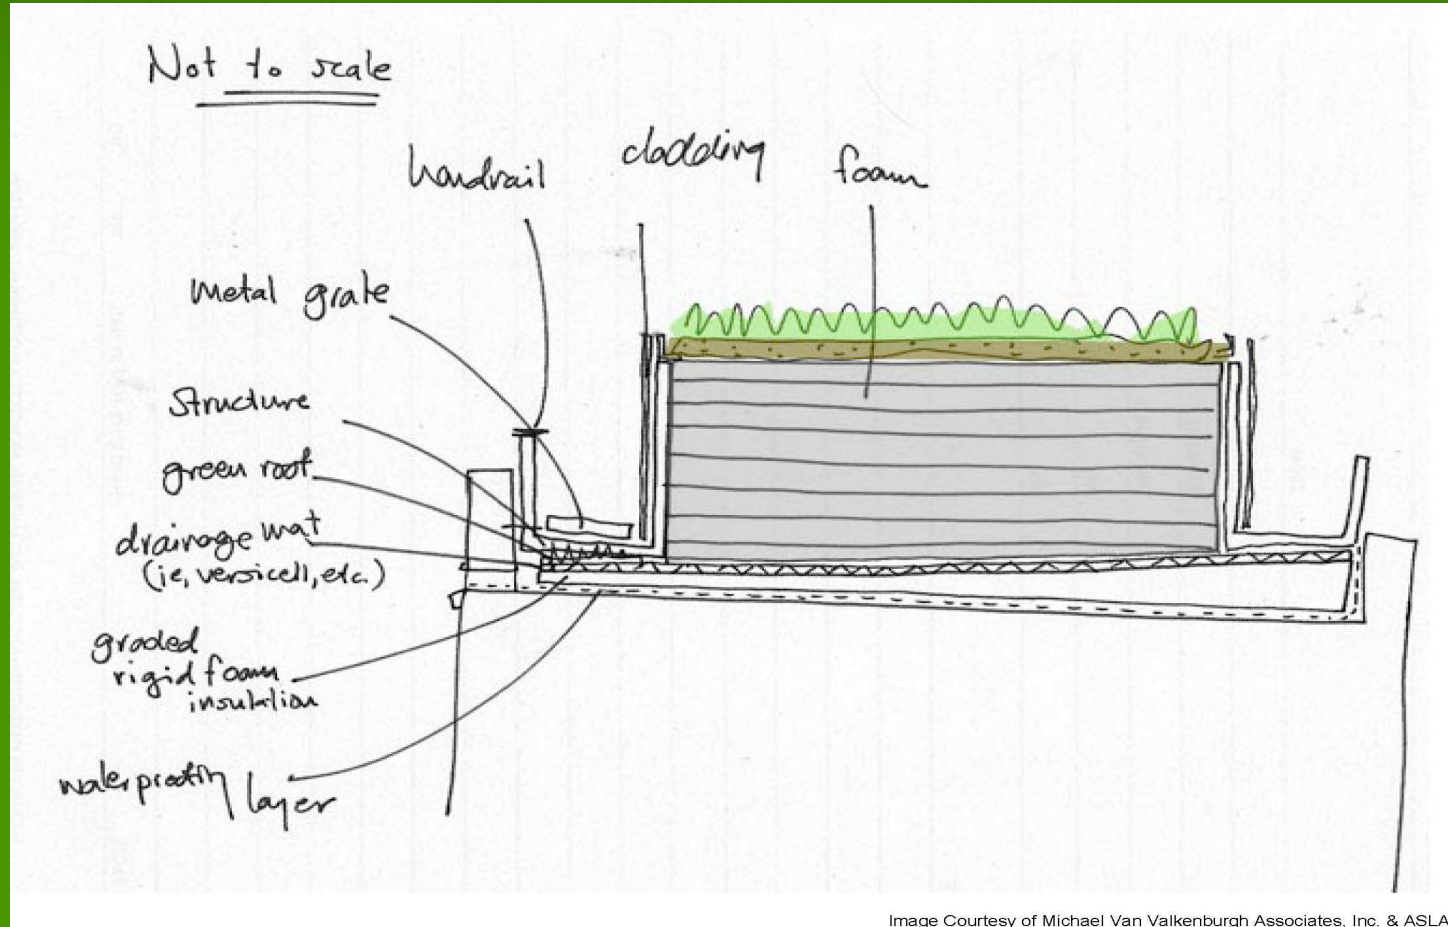 Not to scale
handrail
cladding
foam
metal grate
structure
green roof
drainage mat
(ie, versicell, etc.)
graded
rigid foam
insulation
waterproofing layer
Image Courtesy of Michael Van Valkenburgh Associates, Inc. & ASLA